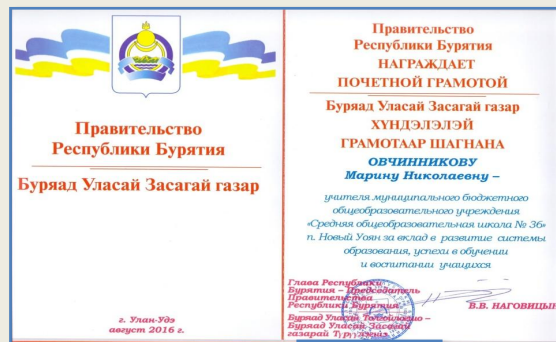 Правительство
Республики Бурятия
Буряад Уласай Засагай газар
г. Улан-Удэ
август 2016 г.
Правительство
Республики Бурятия
НАГРАЖДАЕТ
ПОЧЕТНОЙ ГРАМОТОЙ
Буряад Уласай Засагай газар
ХҮНДЭЛЭЛЭЙ
ГРАМОТААР ШАГНАНА
ОВЧИННИКОВУ
Марину Николаевну –
учителя муниципального бюджетного
общеобразовательного учреждения
«Средняя общеобразовательная школа № 36»
п. Новый Уоян за вклад в развитие системы
образования, успехи в обучении
и воспитании учащихся
Глава Республики
Бурятия – Председатель
Правительства
Республики Бурятия
В.В. НАГОВИЦЫН
Буряад Уласай –
Буряад Уласай Засагай
газарай